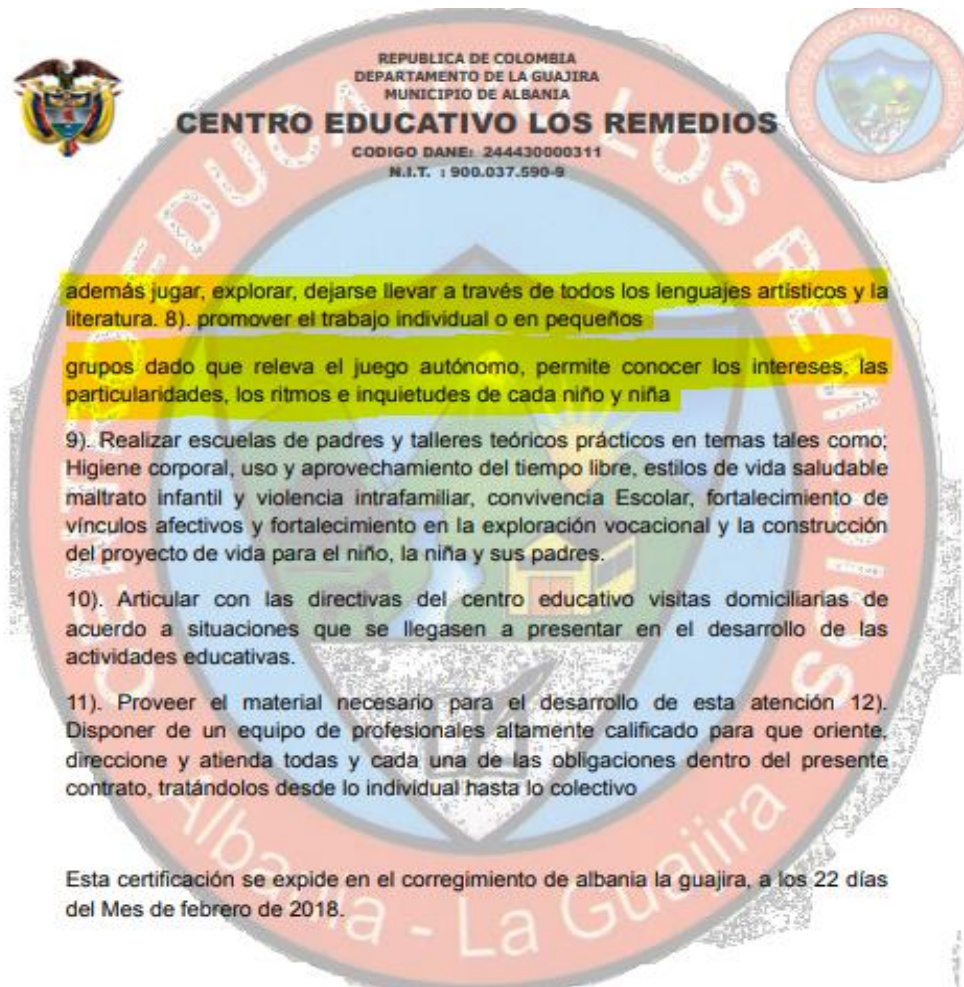 REPUBLICA DE COLOMBIA
DEPARTAMENTO DE LA GUAJIRA
MUNICIPIO DE ALBANIA
CENTRO EDUCATIVO LOS REMEDIOS
CODIGO DANE: 244430000311
N.I.T. : 900.037.590-9
además jugar, explorar, dejarse llevar a través de todos los lenguajes artísticos y la
literatura. 8). promover el trabajo individual o en pequeños
grupos dado que releva el juego autónomo, permite conocer los intereses, las
particularidades, los ritmos e inquietudes de cada niño y niña
9). Realizar escuelas de padres y talleres teóricos prácticos en temas tales como;
Higiene corporal, uso y aprovechamiento del tiempo libre, estilos de vida saludable
maltrato infantil y violencia intrafamiliar, convivencia Escolar, fortalecimiento de
vínculos afectivos y fortalecimiento en la exploración vocacional y la construcción
del proyecto de vida para el niño, la niña y sus padres.
10). Articular con las directivas del centro educativo visitas domiciliarias de
acuerdo a situaciones que se llegasen a presentar en el desarrollo de las
actividades educativas.
11). Proveer el material necesario para el desarrollo de esta atención 12).
Disponer de un equipo de profesionales altamente calificado para que oriente,
direccione y atienda todas y cada una de las obligaciones dentro del presente
contrato, tratándolos desde lo individual hasta lo colectivo
Esta certificación se expide en el corregimiento de albania la guajira, a los 22 días
del Mes de febrero de 2018.
CENTRO EDUCATIVO LOS REMEDIOS
Albania - La Guajira